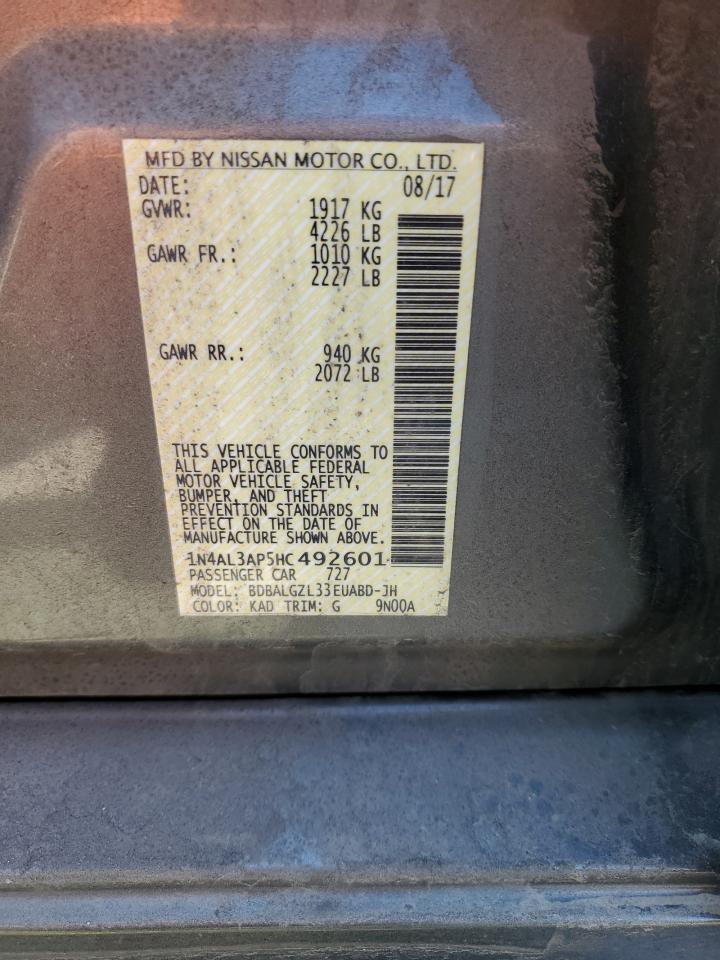 MFD BY NISSAN MOTOR CO., LTD.
DATE: 08/17
GVWR: 1917 KG
4226 LB
GAWR FR.: 1010 KG
2227 LB
GAWR RR.: 940 KG
2072 LB
THIS VEHICLE CONFORMS TO
ALL APPLICABLE FEDERAL
MOTOR VEHICLE SAFETY,
BUMPER, AND THEFT
PREVENTION STANDARDS IN
EFFECT ON THE DATE OF
MANUFACTURE SHOWN ABOVE.
1N4AL3AP5HC492601
PASSENGER CAR 727
MODEL: BDBALGZL33EUABD-JH
COLOR: KAD TRIM: G 9N00A